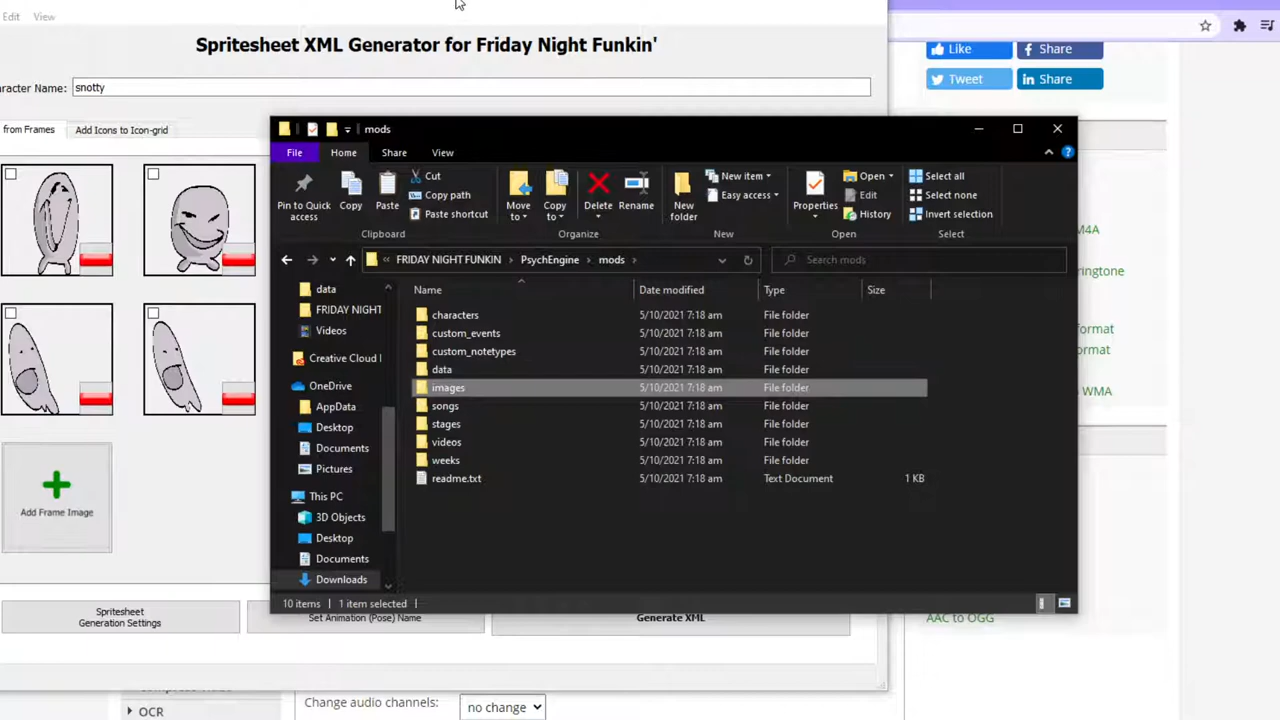 Edit View
Spritesheet XML Generator for Friday Night Funkin'
aracter Name: snotty
from Frames Add Icons to Icon-grid
Like Share
Tweet Share
mods
File Home Share View
Pin to Quick access
Copy
Paste
Cut
Copy path
Paste shortcut
Move to
Copy to
Delete
Rename
New folder
New item
Easy access
Properties
Open
Edit
History
Select all
Select none
Invert selection
Clipboard Organize New Open Select
« FRIDAY NIGHT FUNKIN > PsychEngine > mods > Search mods
Name Date modified Type Size
data
FRIDAY NIGHT
Videos
Creative Cloud
OneDrive
AppData
Desktop
Documents
Pictures
This PC
3D Objects
Desktop
Documents
Downloads
characters 5/10/2021 7:18 am File folder
custom_events 5/10/2021 7:18 am File folder
custom_notetypes 5/10/2021 7:18 am File folder
data 5/10/2021 7:18 am File folder
images 5/10/2021 7:18 am File folder
songs 5/10/2021 7:18 am File folder
stages 5/10/2021 7:18 am File folder
videos 5/10/2021 7:18 am File folder
weeks 5/10/2021 7:18 am File folder
readme.txt 5/10/2021 7:18 am Text Document 1 KB
10 items 1 item selected
Add Frame Image
Spritesheet
Generation Settings
Set Animation (Pose) Name
Generate XML
M4A
ringtone
format
ormat
WMA
AAC to OGG
OCR
Change audio channels: no change